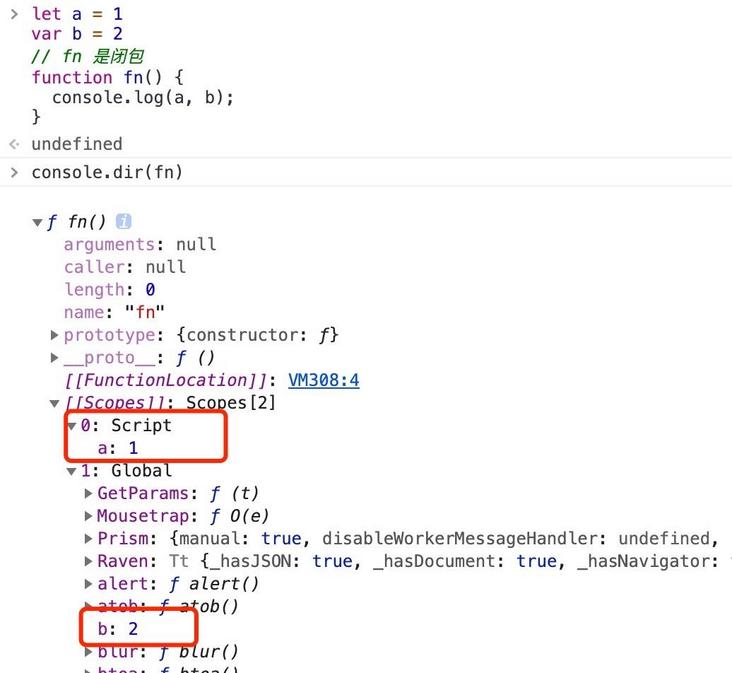 > let a = 1
var b = 2
// fn 是闭包
function fn() {
console.log(a, b);
}
undefined
> console.dir(fn)
▼ƒ fn() i
arguments: null
caller: null
length: 0
name: "fn"
▶prototype: {constructor: ƒ}
▶__proto__: ƒ ()
[[FunctionLocation]]: VM308:4
▼[[Scopes]]: Scopes[2]
▼0: Script
a: 1
▼1: Global
▶GetParams: ƒ (t)
▶Mousetrap: ƒ O(e)
▶Prism: {manual: true, disableWorkerMessageHandler: undefined,
▶Raven: Tt {_hasJSON: true, _hasDocument: true, _hasNavigator:
▶alert: ƒ alert()
▶atob: ƒ atob()
b: 2
▶blur: ƒ blur()
▶btoa: ƒ btoa()